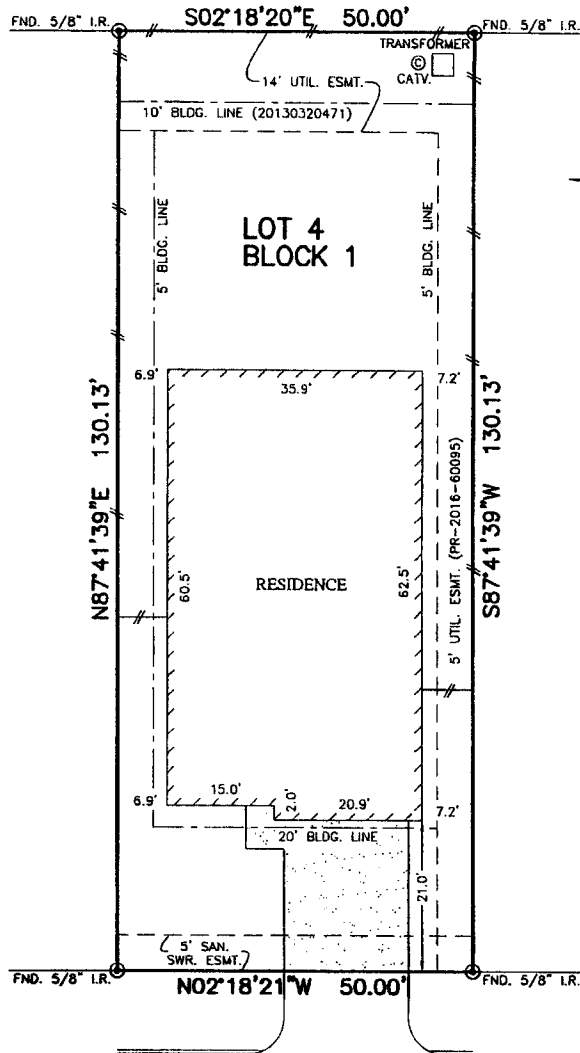 S02°18'20"E 50.00'
FND. 5/8" I.R.
FND. 5/8" I.R.
TRANSFORMER
©
CATV.
14' UTIL. ESMT.
10' BLDG. LINE (20130320471)
LOT 4
BLOCK 1
5' BLDG. LINE
5' BLDG. LINE
6.9'
35.9'
7.2'
N87°41'39"E 130.13'
S87°41'39"W 130.13'
5' UTIL. ESMT. (PR-2016-60095)
60.5'
RESIDENCE
62.5'
6.9'
15.0'
2.0'
20.9'
7.2'
20' BLDG. LINE
21.0'
5' SAN.
SWR. ESMT.
FND. 5/8" I.R.
N02°18'21"W 50.00'
FND. 5/8" I.R.